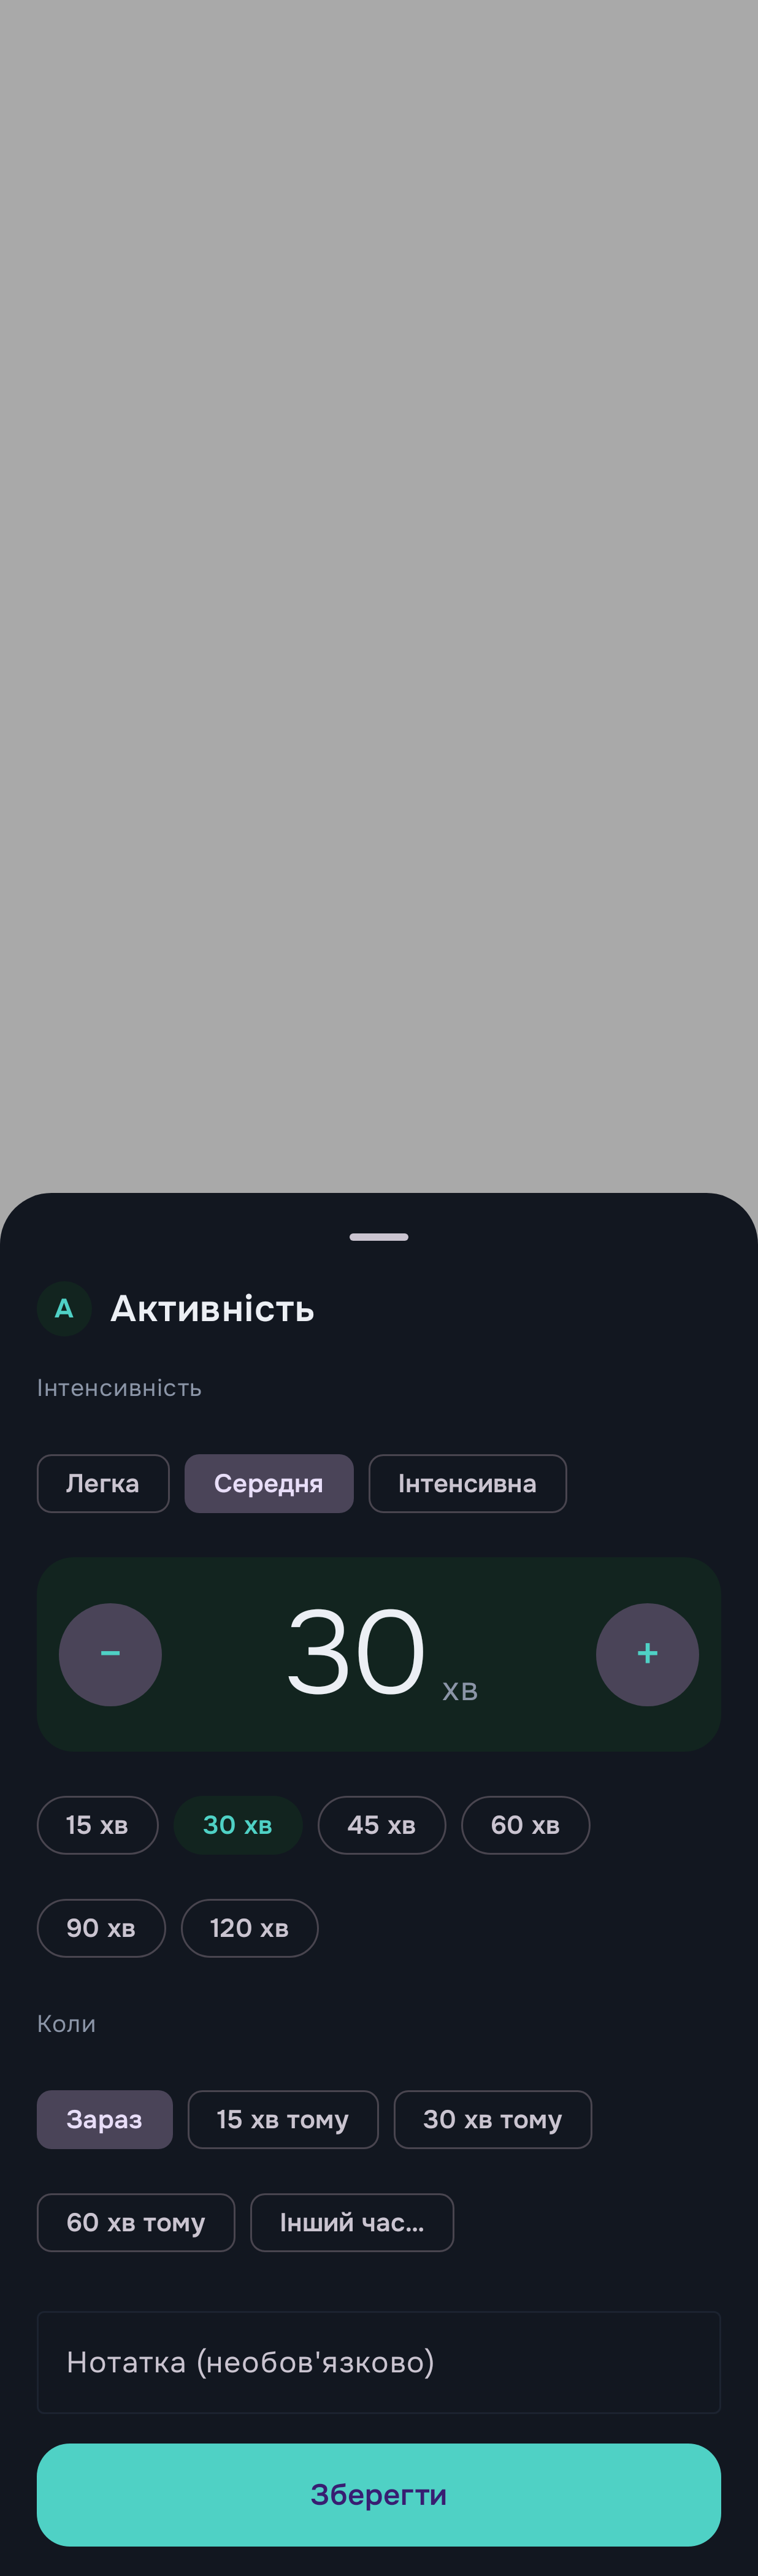 А Активність
Інтенсивність
Легка Середня Інтенсивна
− 30 хв +
15 хв 30 хв 45 хв 60 хв
90 хв 120 хв
Коли
Зараз 15 хв тому 30 хв тому
60 хв тому Інший час...
Нотатка (необов'язково)
Зберегти